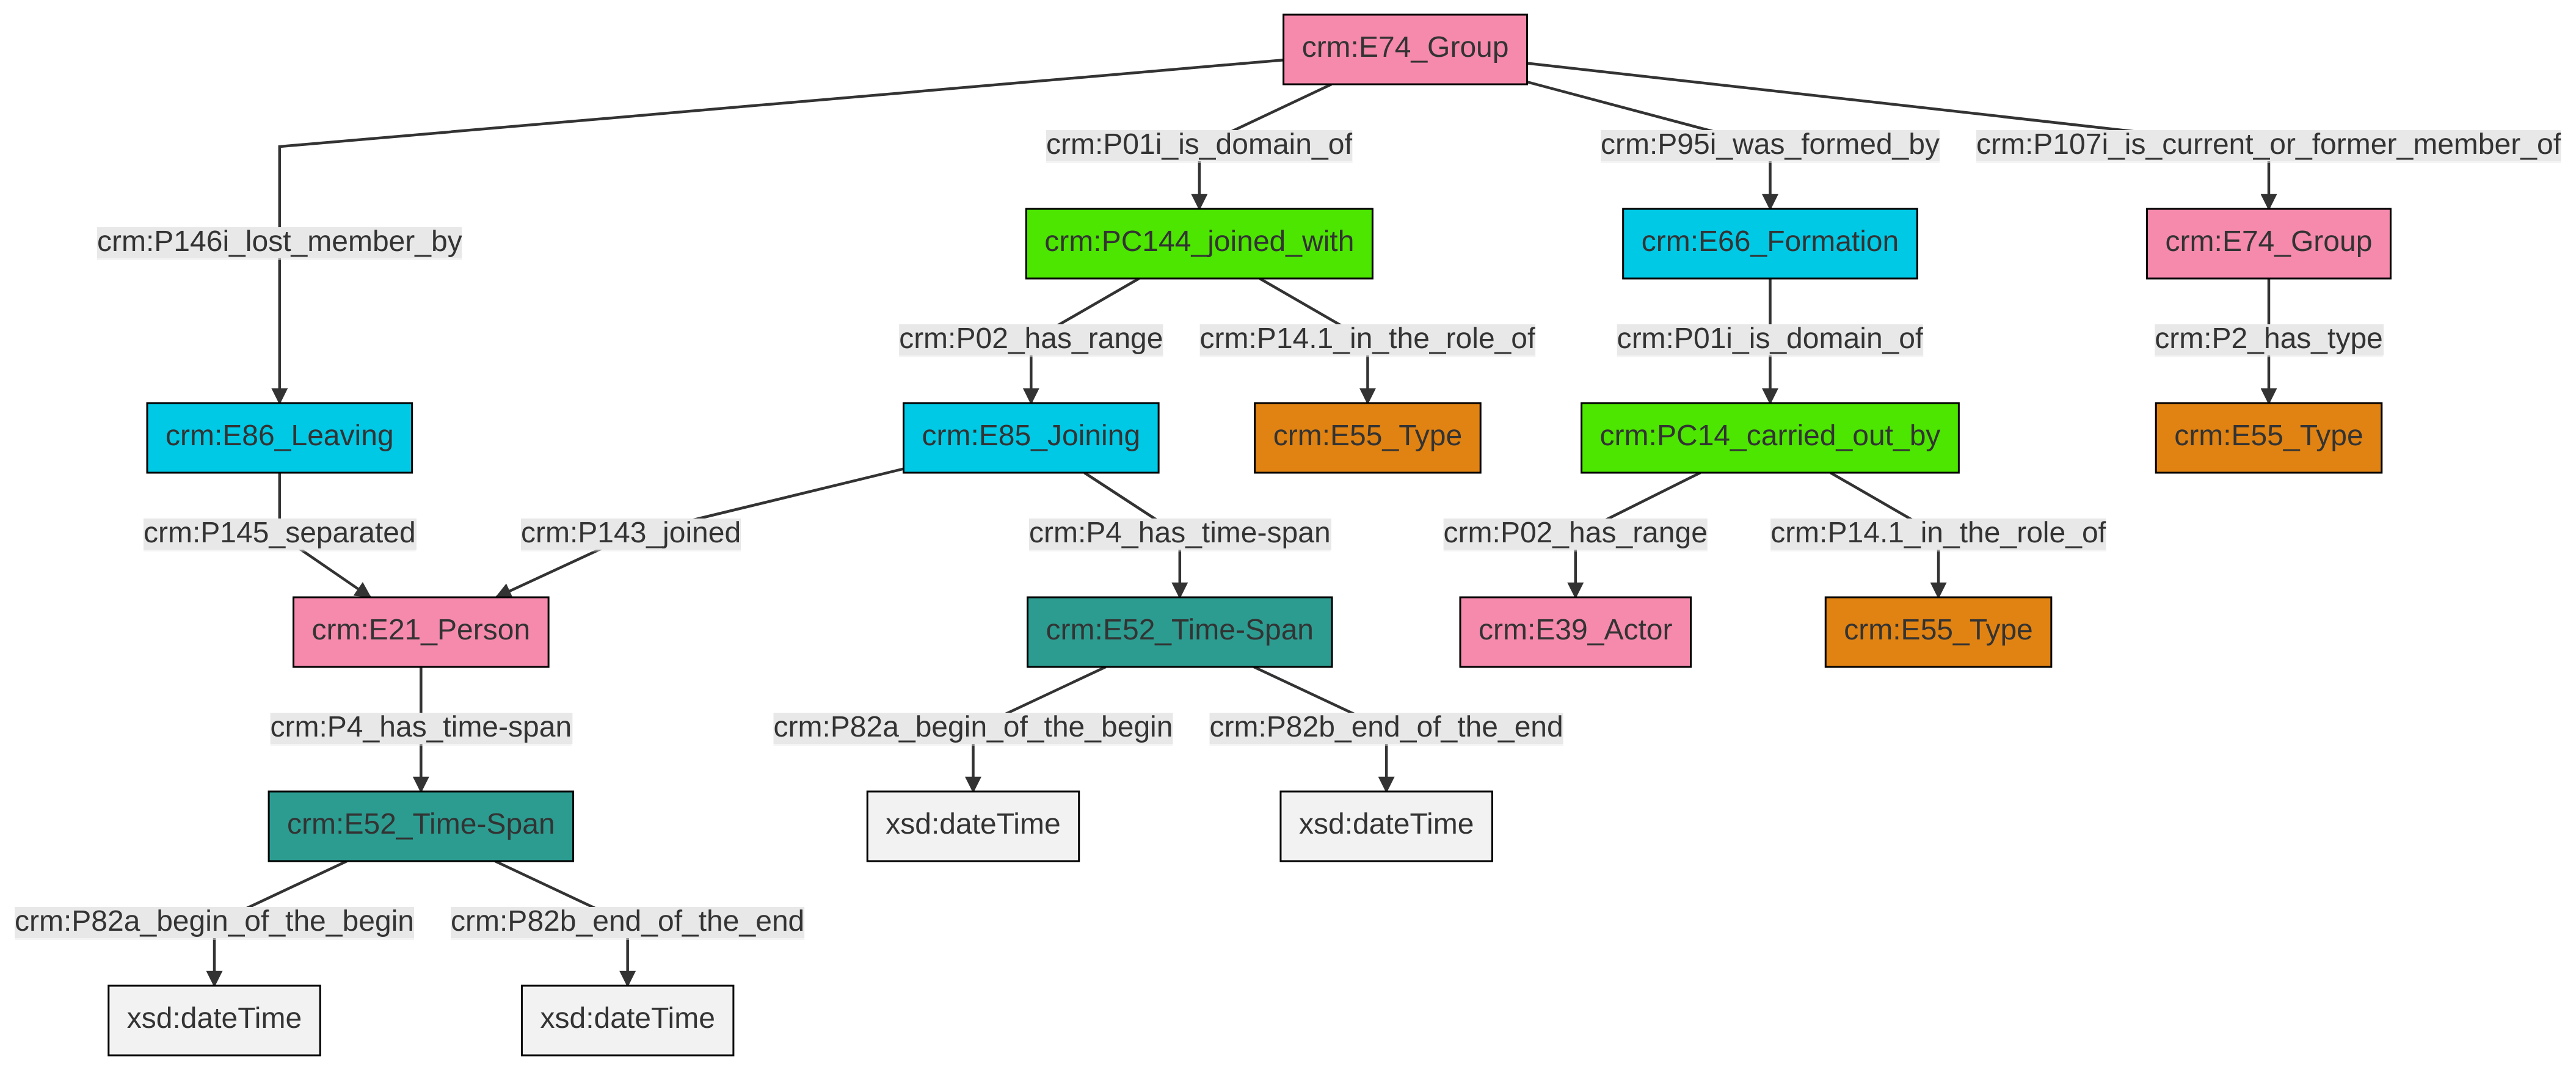 crm:E74_Group
crm:P01i_is_domain_of
crm:P95i_was_formed_by
crm:P107i_is_current_or_former_member_of
crm:P146i_lost_member_by
crm:PC144_joined_with
crm:E66_Formation
crm:E74_Group
crm:P02_has_range
crm:P14.1_in_the_role_of
crm:P01i_is_domain_of
crm:P2_has_type
crm:E86_Leaving
crm:E85_Joining
crm:E55_Type
crm:PC14_carried_out_by
crm:E55_Type
crm:P145_separated
crm:P143_joined
crm:P4_has_time-span
crm:P02_has_range
crm:P14.1_in_the_role_of
crm:E21_Person
crm:E52_Time-Span
crm:E39_Actor
crm:E55_Type
crm:P4_has_time-span
crm:P82a_begin_of_the_begin
crm:P82b_end_of_the_end
crm:E52_Time-Span
xsd:dateTime
xsd:dateTime
crm:P82a_begin_of_the_begin
crm:P82b_end_of_the_end
xsd:dateTime
xsd:dateTime